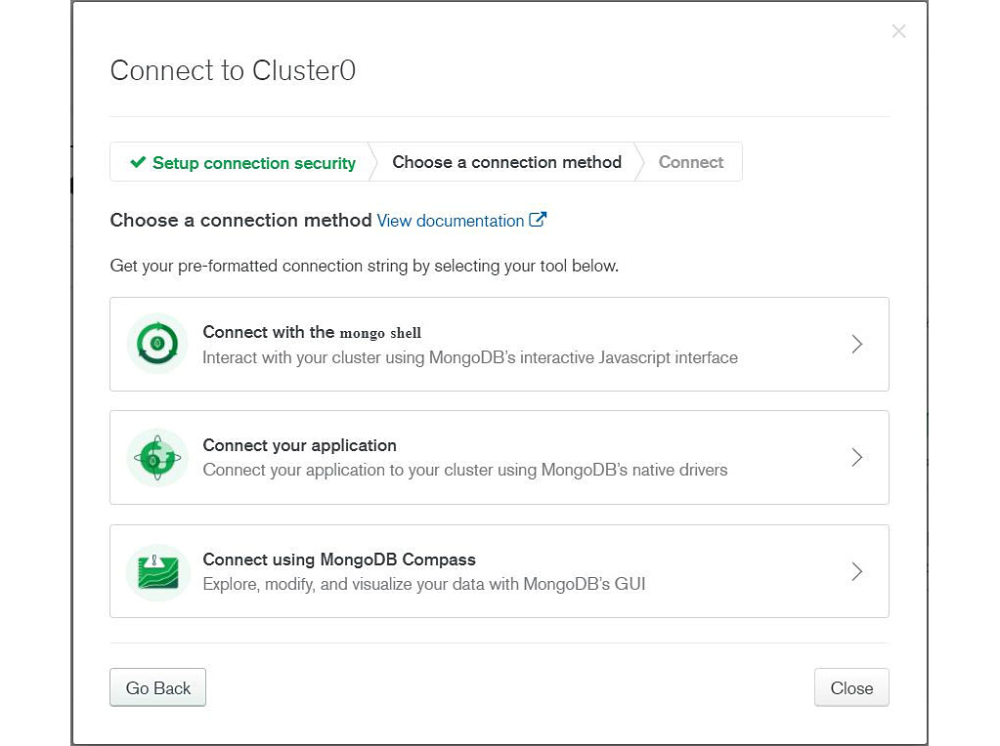 Connect to Cluster0
Setup connection security Choose a connection method Connect
Choose a connection method View documentation
Get your pre-formatted connection string by selecting your tool below.
Connect with the mongo shell
Interact with your cluster using MongoDB's interactive Javascript interface
Connect your application
Connect your application to your cluster using MongoDB's native drivers
Connect using MongoDB Compass
Explore, modify, and visualize your data with MongoDB's GUI
Go Back Close